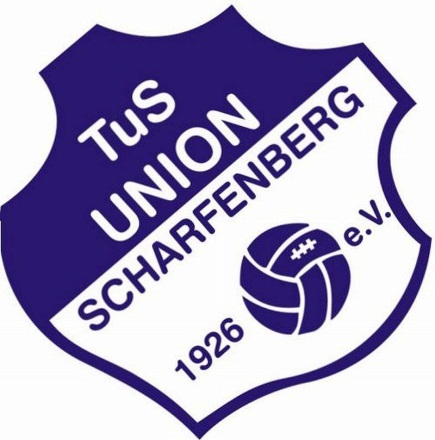 TuS
UNION
SCHARFENBERG
e.V.
1926